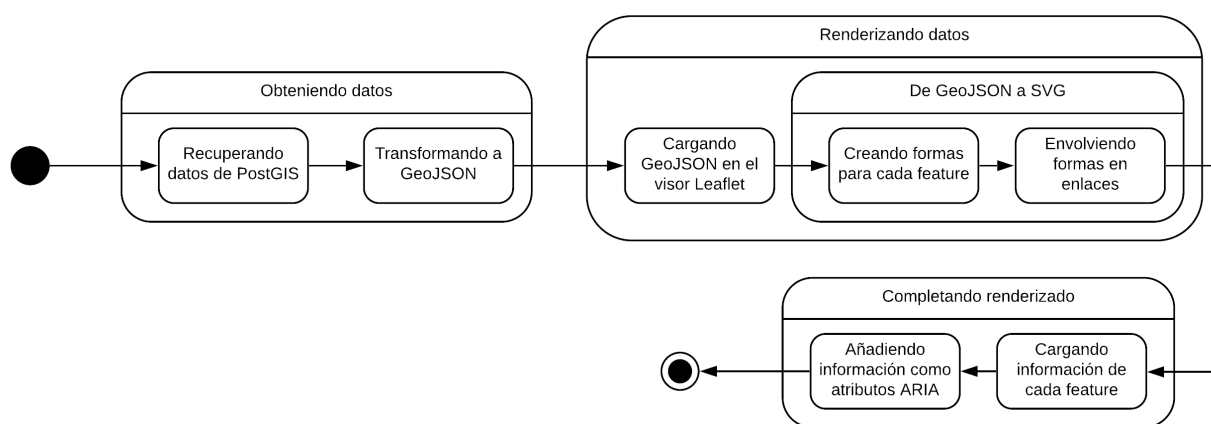 Renderizando datos
Obteniendo datos
De GeoJSON a SVG
Recuperando
datos de PostGIS
Transformando a
GeoJSON
Cargando
GeoJSON en el
visor Leaflet
Creando formas
para cada feature
Envolviendo
formas en
enlaces
Completando renderizado
Añadiendo
información como
atributos ARIA
Cargando
información de
cada feature